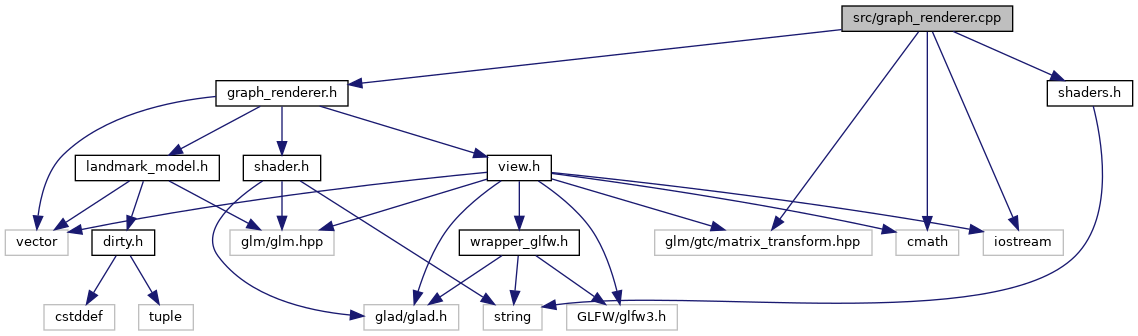 src/graph_renderer.cpp
graph_renderer.h
shaders.h
landmark_model.h
shader.h
view.h
vector
dirty.h
glm/glm.hpp
wrapper_glfw.h
glm/gtc/matrix_transform.hpp
cmath
iostream
cstddef
tuple
glad/glad.h
string
GLFW/glfw3.h